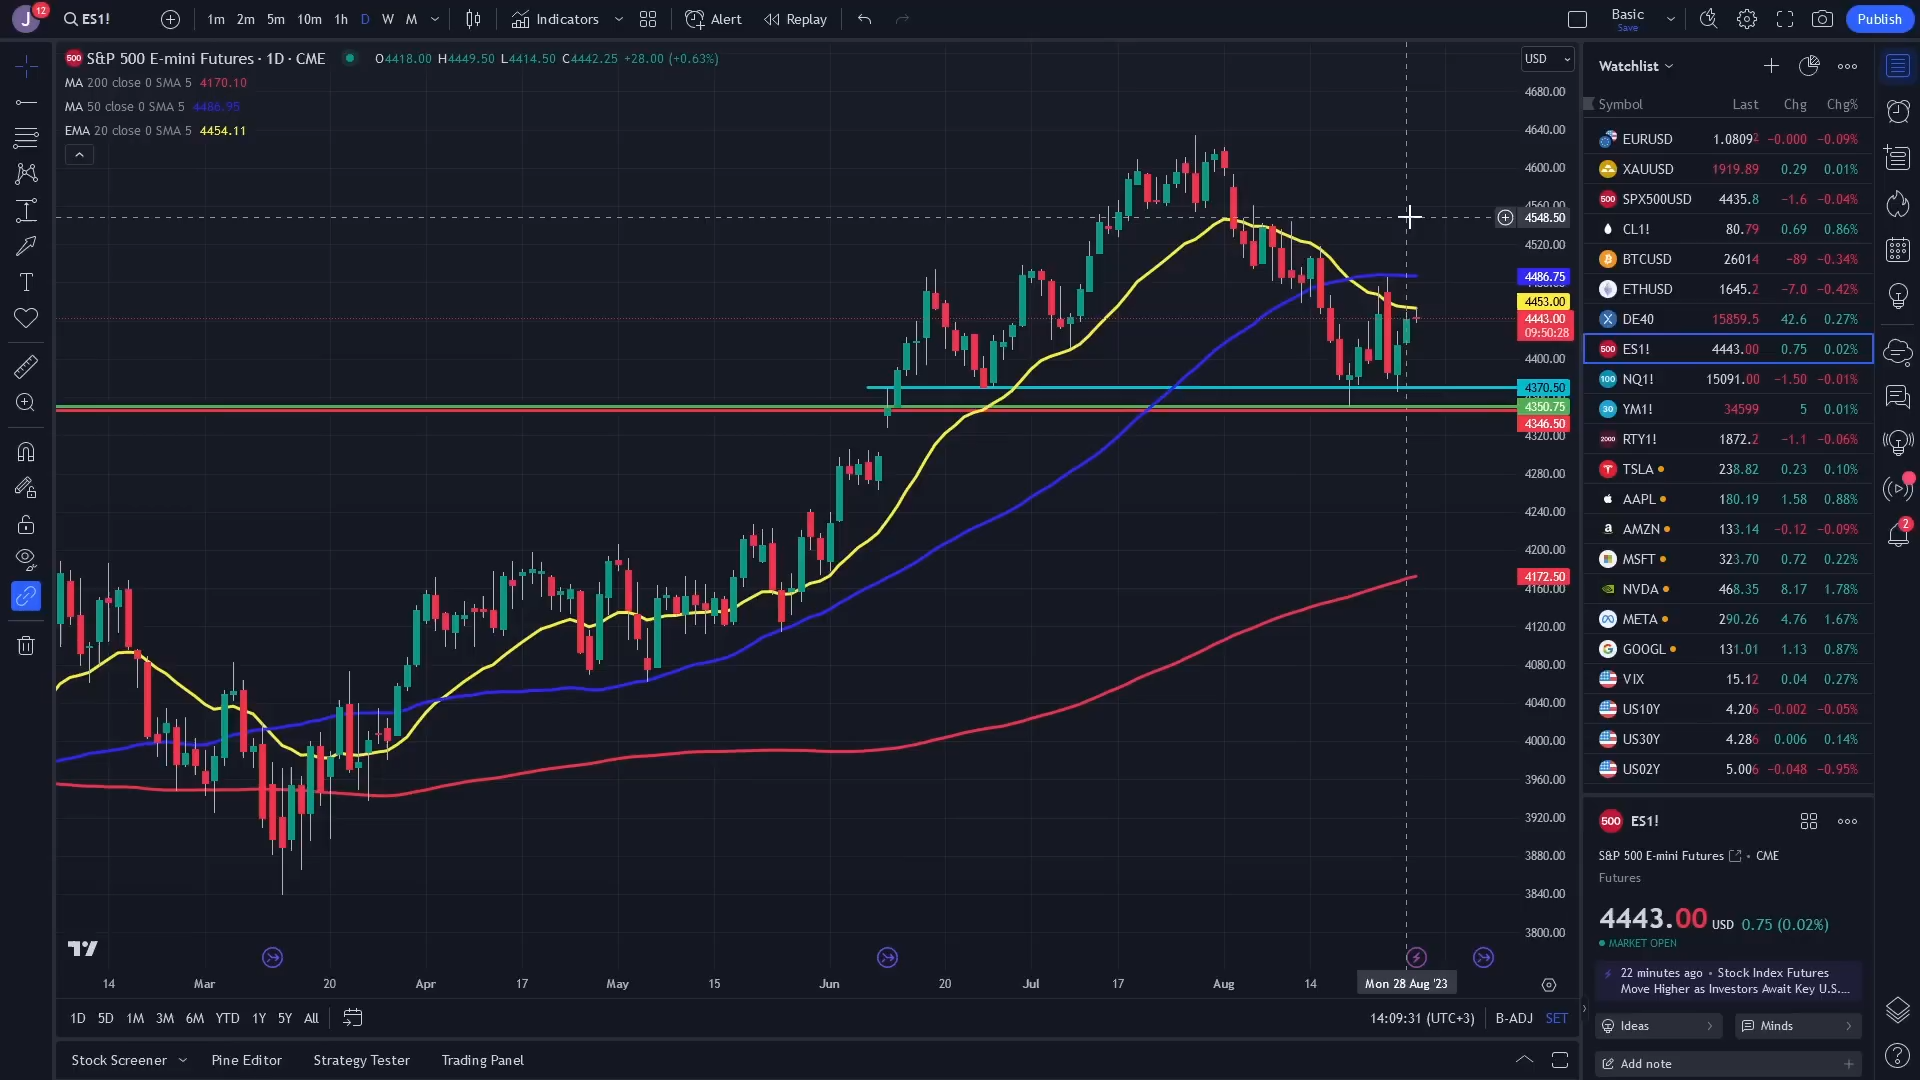 J 12 ES1! 1m 2m 5m 10m 1h D W M Indicators Alert Replay Basic Save Publish
500 S&P 500 E-mini Futures · 1D · CME O4418.00 H4449.50 L4414.50 C4442.25 +28.00 (+0.63%) USD
MA 200 close 0 SMA 5 4170.10
MA 50 close 0 SMA 5 4486.95
EMA 20 close 0 SMA 5 4454.11
4680.00
4640.00
4600.00
4560.00
4548.50
4520.00
4486.75
4453.00
4443.00
09:50:28
4400.00
4370.50
4350.75
4346.50
4320.00
4280.00
4240.00
4200.00
4172.50
4160.00
4120.00
4080.00
4040.00
4000.00
3960.00
3920.00
3880.00
3840.00
3800.00
14 Mar 20 Apr 17 May 15 Jun 20 Jul 17 Aug 14 Mon 28 Aug '23
1D 5D 1M 3M 6M YTD 1Y 5Y All 14:09:31 (UTC+3) B-ADJ SET
Stock Screener Pine Editor Strategy Tester Trading Panel
Watchlist
Symbol Last Chg Chg%
EURUSD 1.08092 −0.000 −0.09%
XAUUSD 1919.89 0.29 0.01%
500 SPX500USD 4435.8 −1.6 −0.04%
CL1! 80.79 0.69 0.86%
BTCUSD 26014 −89 −0.34%
ETHUSD 1645.2 −7.0 −0.42%
DE40 15859.5 42.6 0.27%
500 ES1! 4443.00 0.75 0.02%
100 NQ1! 15091.00 −1.50 −0.01%
30 YM1! 34599 5 0.01%
2000 RTY1! 1872.2 −1.1 −0.06%
TSLA 238.82 0.23 0.10%
AAPL 180.19 1.58 0.88%
a AMZN 133.14 −0.12 −0.09%
MSFT 323.70 0.72 0.22%
NVDA 468.35 8.17 1.78%
META 290.26 4.76 1.67%
G GOOGL 131.01 1.13 0.87%
VIX 15.12 0.04 0.27%
US10Y 4.206 −0.002 −0.05%
US30Y 4.286 0.006 0.14%
US02Y 5.006 −0.048 −0.95%
500 ES1!
S&P 500 E-mini Futures • CME
Futures
4443.00 USD 0.75 (0.02%)
MARKET OPEN
22 minutes ago • Stock Index Futures
Move Higher as Investors Await Key U.S....
Ideas Minds
Add note
2